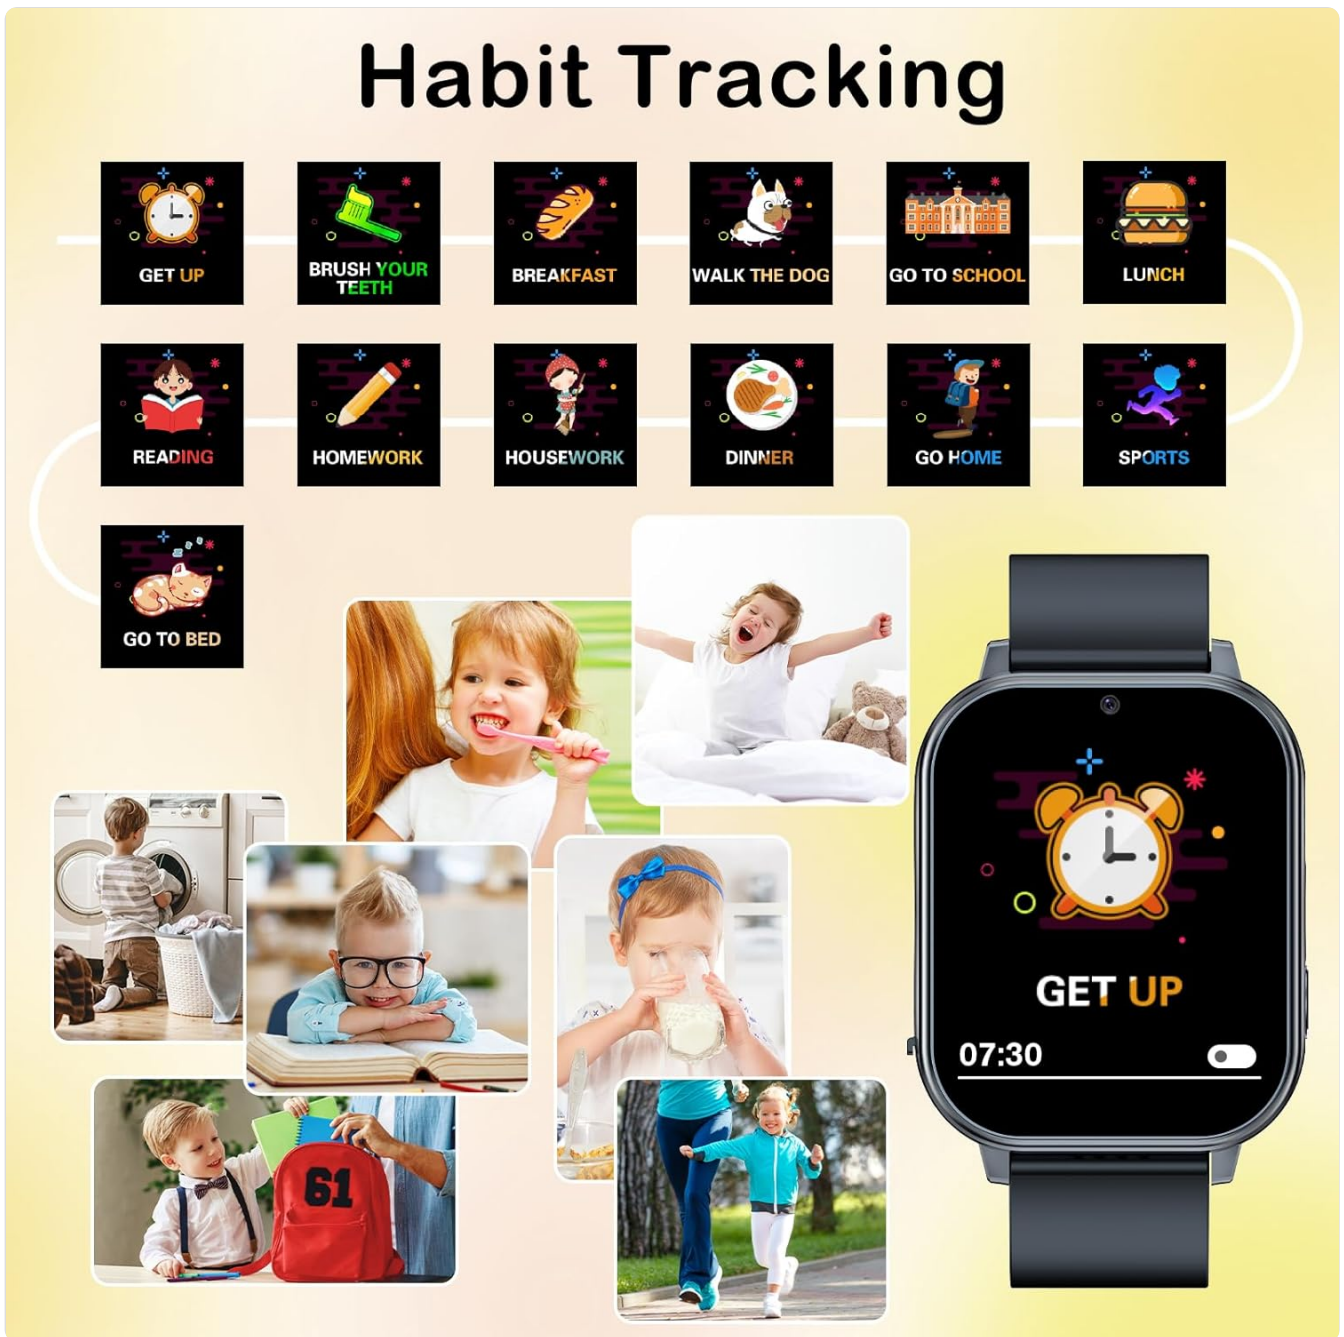 Habit Tracking
GET UP
BRUSH YOUR
TEETH
BREAKFAST
WALK THE DOG
GO TO SCHOOL
LUNCH
READING
HOMEWORK
HOUSEWORK
DINNER
GO HOME
SPORTS
GO TO BED
61
GET UP
07:30